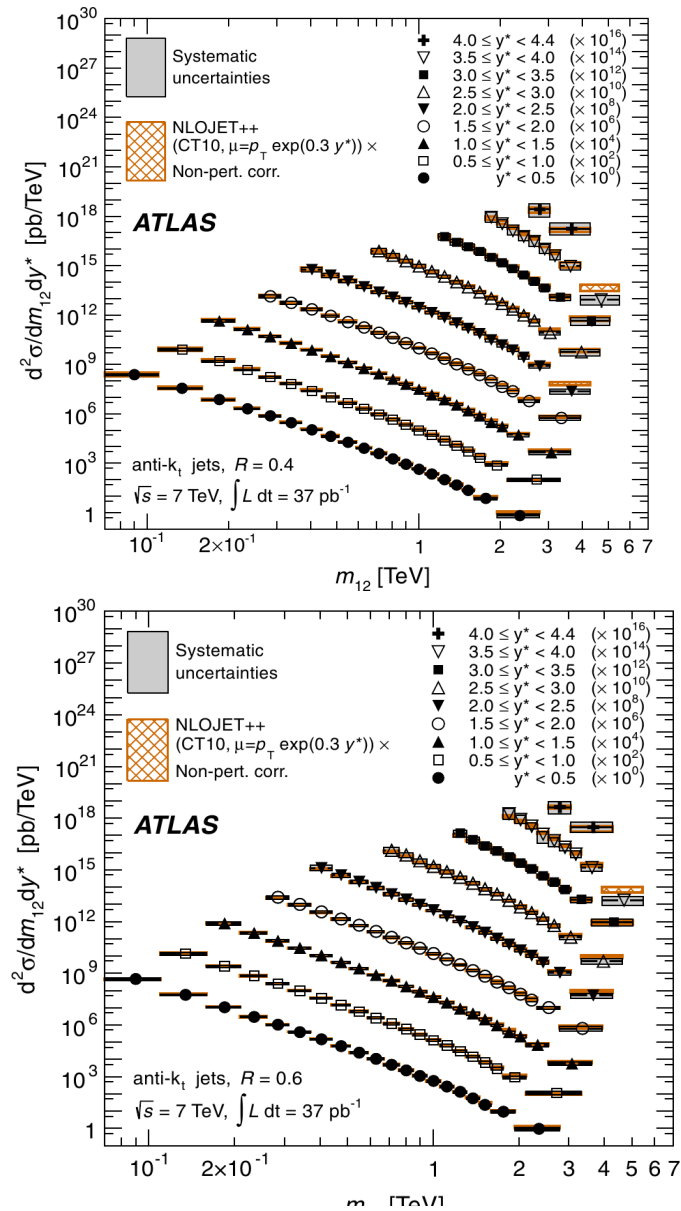 10^30
10^27
10^24
10^21
10^18
10^15
10^12
10^9
10^6
10^3
1
d²σ/dm_12dy* [pb/TeV]
Systematic
uncertainties
NLOJET++
(CT10, μ=p_T exp(0.3 y*)) ×
Non-pert. corr.
4.0 ≤ y* < 4.4 (× 10^16)
3.5 ≤ y* < 4.0 (× 10^14)
3.0 ≤ y* < 3.5 (× 10^12)
2.5 ≤ y* < 3.0 (× 10^10)
2.0 ≤ y* < 2.5 (× 10^8)
1.5 ≤ y* < 2.0 (× 10^6)
1.0 ≤ y* < 1.5 (× 10^4)
0.5 ≤ y* < 1.0 (× 10^2)
y* < 0.5 (× 10^0)
ATLAS
anti-k_t jets, R = 0.4
√s = 7 TeV, ∫L dt = 37 pb^-1
10^-1 2×10^-1 1 2 3 4 5 6 7
m_12 [TeV]
10^30
10^27
10^24
10^21
10^18
10^15
10^12
10^9
10^6
10^3
1
d²σ/dm_12dy* [pb/TeV]
Systematic
uncertainties
NLOJET++
(CT10, μ=p_T exp(0.3 y*)) ×
Non-pert. corr.
4.0 ≤ y* < 4.4 (× 10^16)
3.5 ≤ y* < 4.0 (× 10^14)
3.0 ≤ y* < 3.5 (× 10^12)
2.5 ≤ y* < 3.0 (× 10^10)
2.0 ≤ y* < 2.5 (× 10^8)
1.5 ≤ y* < 2.0 (× 10^6)
1.0 ≤ y* < 1.5 (× 10^4)
0.5 ≤ y* < 1.0 (× 10^2)
y* < 0.5 (× 10^0)
ATLAS
anti-k_t jets, R = 0.6
√s = 7 TeV, ∫L dt = 37 pb^-1
10^-1 2×10^-1 1 2 3 4 5 6 7
[TeV]